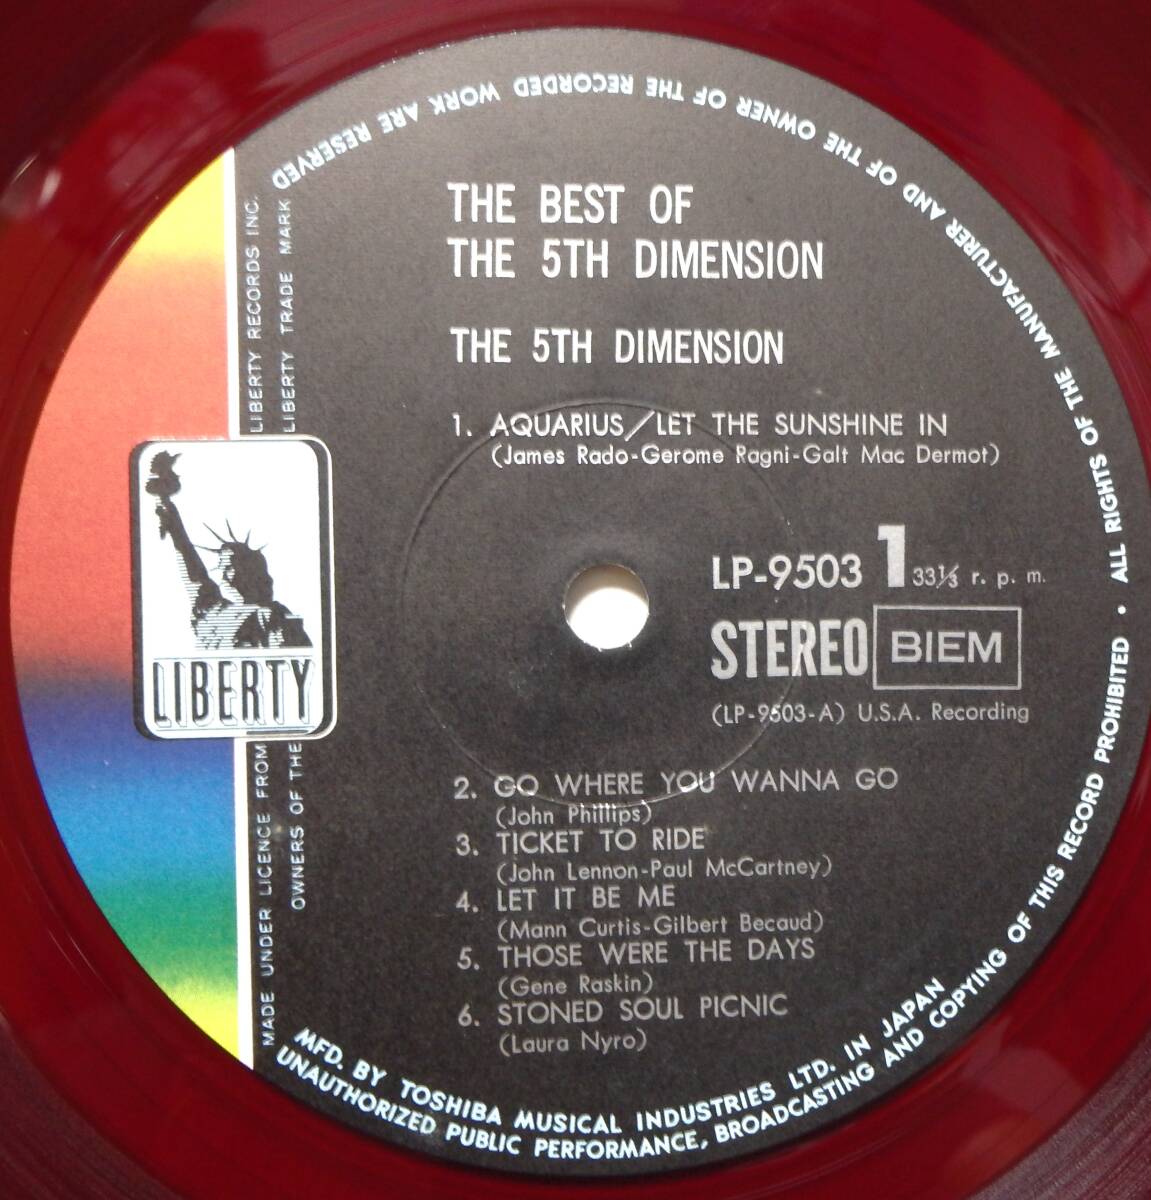 THE BEST OF
THE 5TH DIMENSION
THE 5TH DIMENSION
1. AQUARIUS/LET THE SUNSHINE IN
(James Rado-Gerome Ragni-Galt Mac Dermot)
LP-9503 1 33⅓ r. p. m.
STEREO BIEM
(LP-9503-A) U.S.A. Recording
2. GO WHERE YOU WANNA GO
(John Phillips)
3. TICKET TO RIDE
(John Lennon-Paul McCartney)
4. LET IT BE ME
(Mann Curtis-Gilbert Becaud)
5. THOSE WERE THE DAYS
(Gene Raskin)
6. STONED SOUL PICNIC
(Laura Nyro)
LIBERTY
MADE UNDER LICENCE FROM LIBERTY RECORDS INC.
OWNERS OF THE LIBERTY TRADE MARK
MFD. BY TOSHIBA MUSICAL INDUSTRIES LTD. IN JAPAN
UNAUTHORIZED PUBLIC PERFORMANCE, BROADCASTING AND COPYING OF THIS RECORD PROHIBITED • ALL RIGHTS OF THE MANUFACTURER AND OF THE OWNER OF THE RECORDED WORK ARE RESERVED